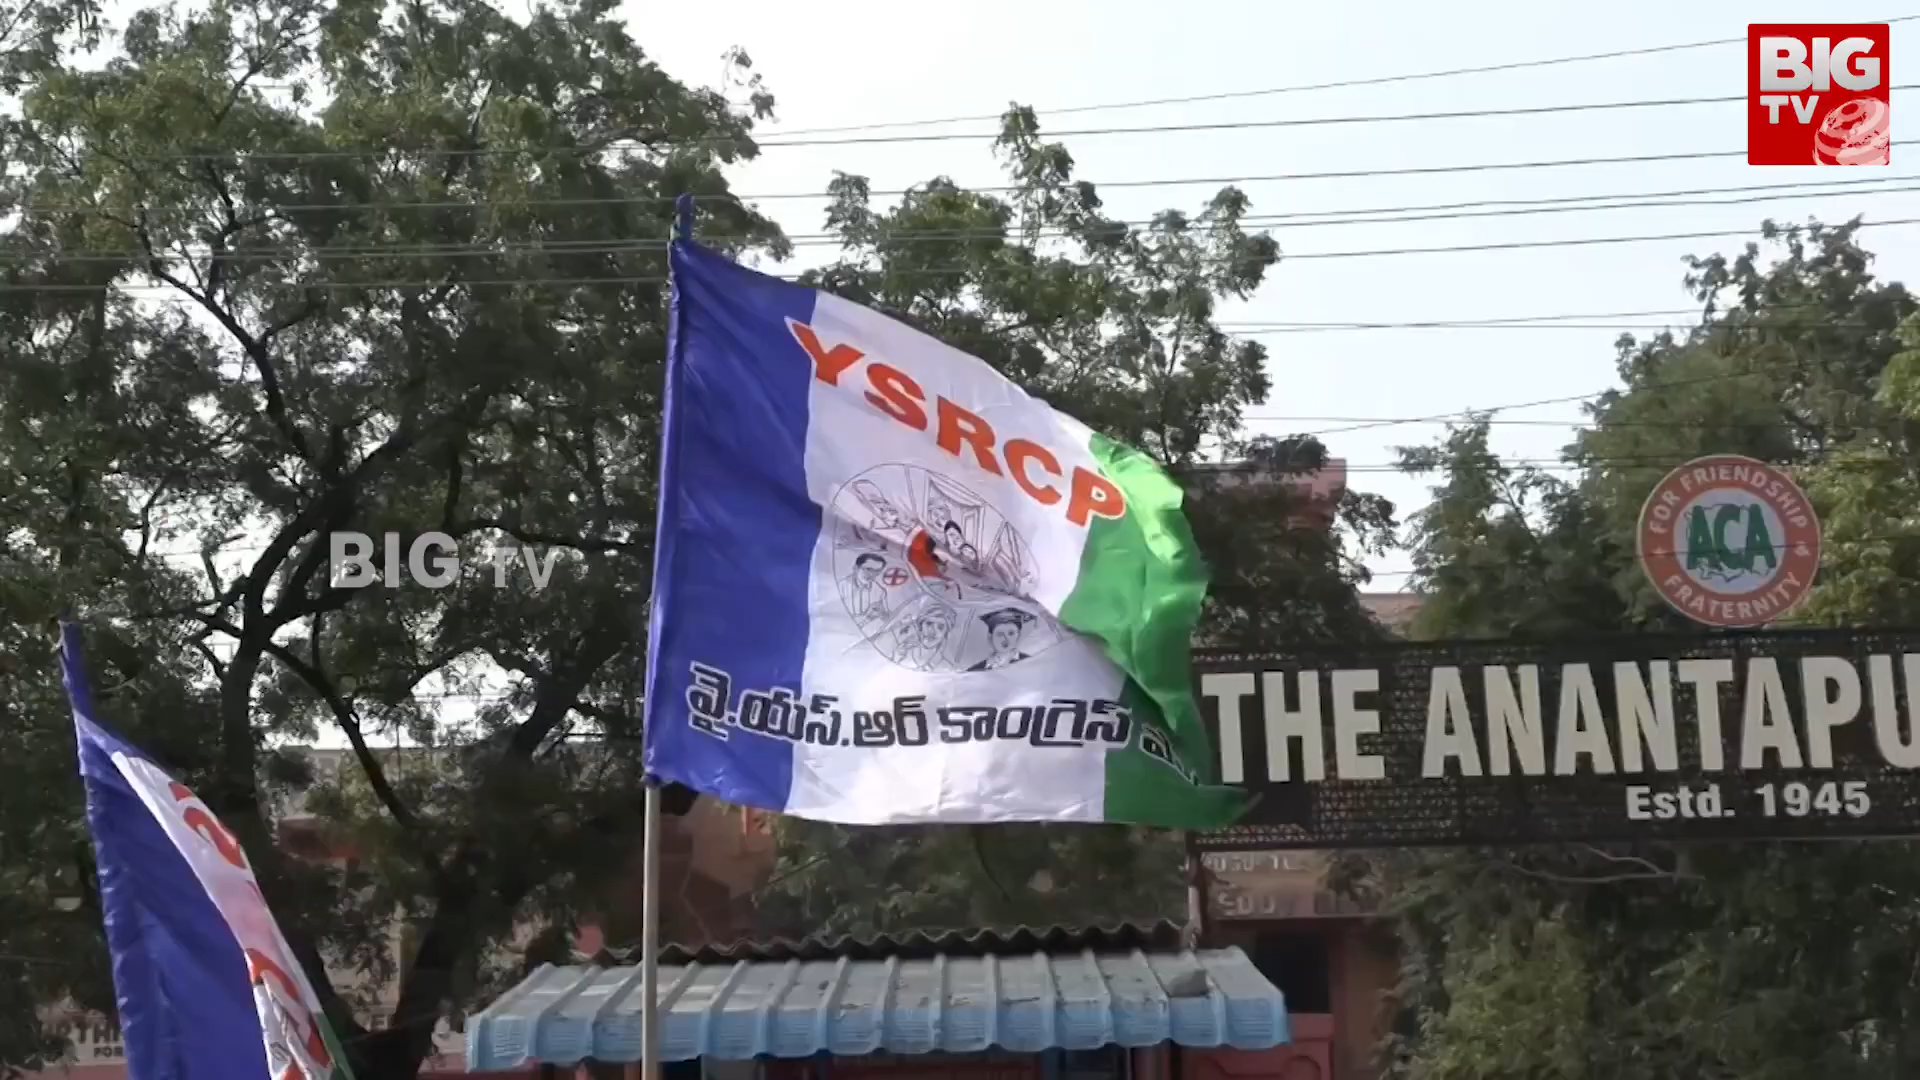 BIG
TV
YSRCP
FOR FRIENDSHIP
ACA
FRATERNITY
BIG TV
వై.యస్.ఆర్ కాంగ్రెస్
THE ANANTAPU
Estd. 1945